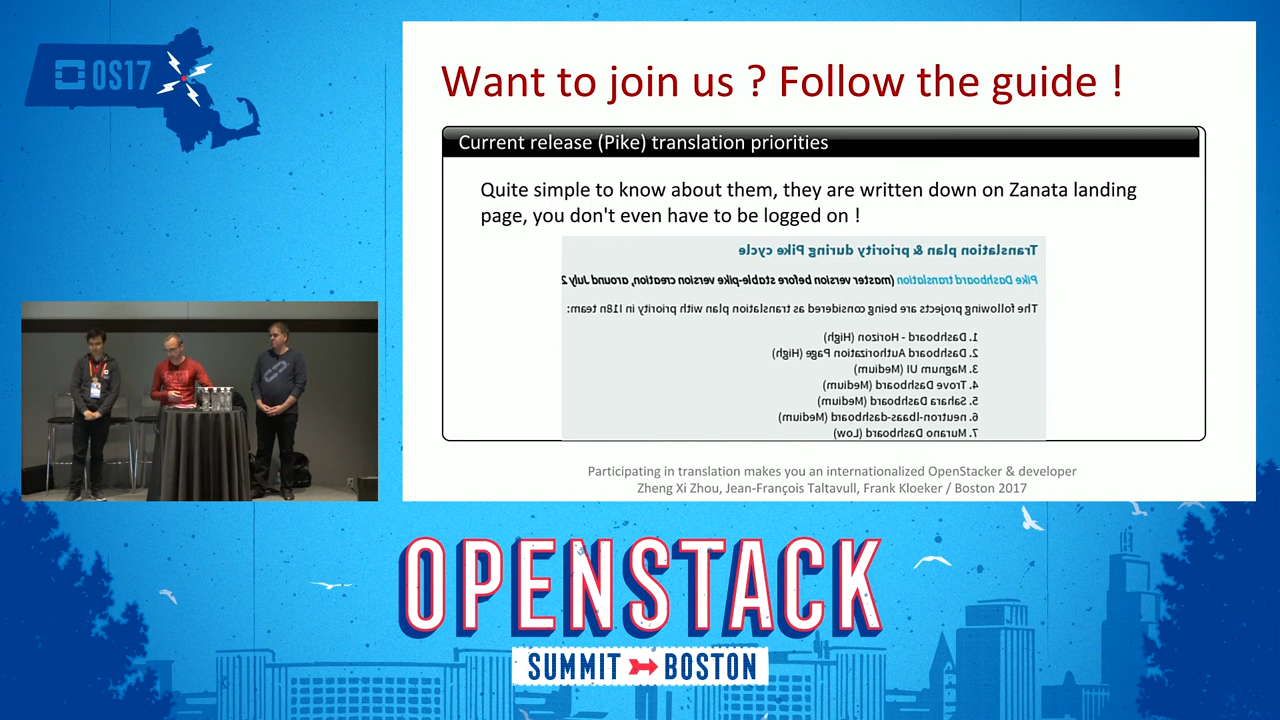 OS17
Want to join us ? Follow the guide !
Current release (Pike) translation priorities
Quite simple to know about them, they are written down on Zanata landing
page, you don't even have to be logged on !
Translation plan & priority during Pike cycle
Pike Dashboard translation (master version before stable-pike-version creation, around July 2
The following projects are being considered as translation plan with priority in I18n team:
1. Dashboard - Horizon (High)
2. Dashboard Authorization Page (High)
3. Magnum UI (Medium)
4. Trove Dashboard (Medium)
5. Sahara Dashboard (Medium)
6. neutron-lbaas-dashboard (Medium)
7. Murano Dashboard (Low)
Participating in translation makes you an internationalized OpenStacker & developer
Zheng Xi Zhou, Jean-François Taltavull, Frank Kloeker / Boston 2017
OPENSTACK
SUMMIT BOSTON